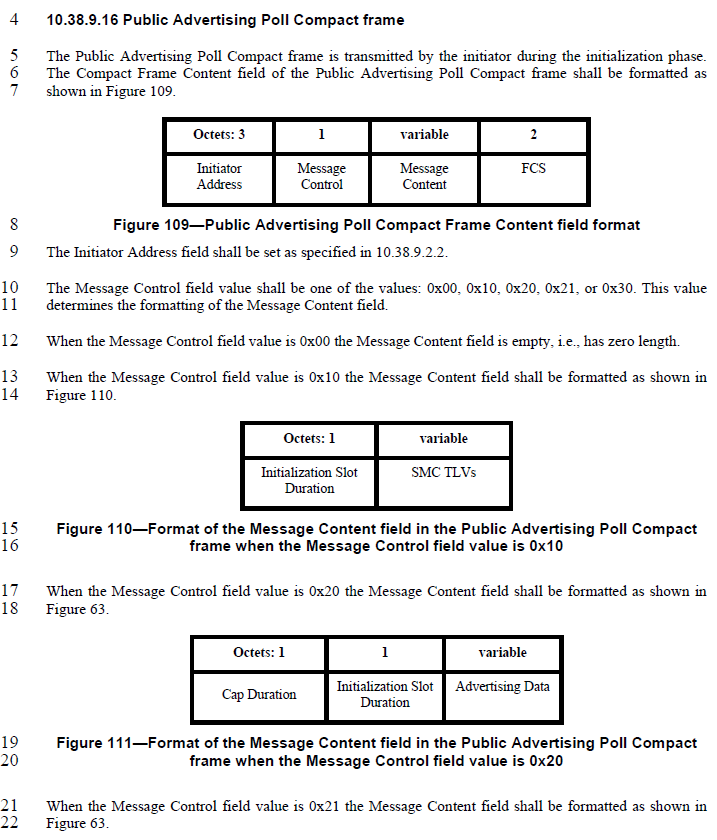 4 10.38.9.16 Public Advertising Poll Compact frame
5 The Public Advertising Poll Compact frame is transmitted by the initiator during the initialization phase.
6 The Compact Frame Content field of the Public Advertising Poll Compact frame shall be formatted as
7 shown in Figure 109.
Octets: 3 1 variable 2
Initiator Address Message Control Message Content FCS
8 Figure 109—Public Advertising Poll Compact Frame Content field format
9 The Initiator Address field shall be set as specified in 10.38.9.2.2.
10 The Message Control field value shall be one of the values: 0x00, 0x10, 0x20, 0x21, or 0x30. This value
11 determines the formatting of the Message Content field.
12 When the Message Control field value is 0x00 the Message Content field is empty, i.e., has zero length.
13 When the Message Control field value is 0x10 the Message Content field shall be formatted as shown in
14 Figure 110.
Octets: 1 variable
Initialization Slot Duration SMC TLVs
15 Figure 110—Format of the Message Content field in the Public Advertising Poll Compact
16 frame when the Message Control field value is 0x10
17 When the Message Control field value is 0x20 the Message Content field shall be formatted as shown in
18 Figure 63.
Octets: 1 1 variable
Cap Duration Initialization Slot Duration Advertising Data
19 Figure 111—Format of the Message Content field in the Public Advertising Poll Compact
20 frame when the Message Control field value is 0x20
21 When the Message Control field value is 0x21 the Message Content field shall be formatted as shown in
22 Figure 63.